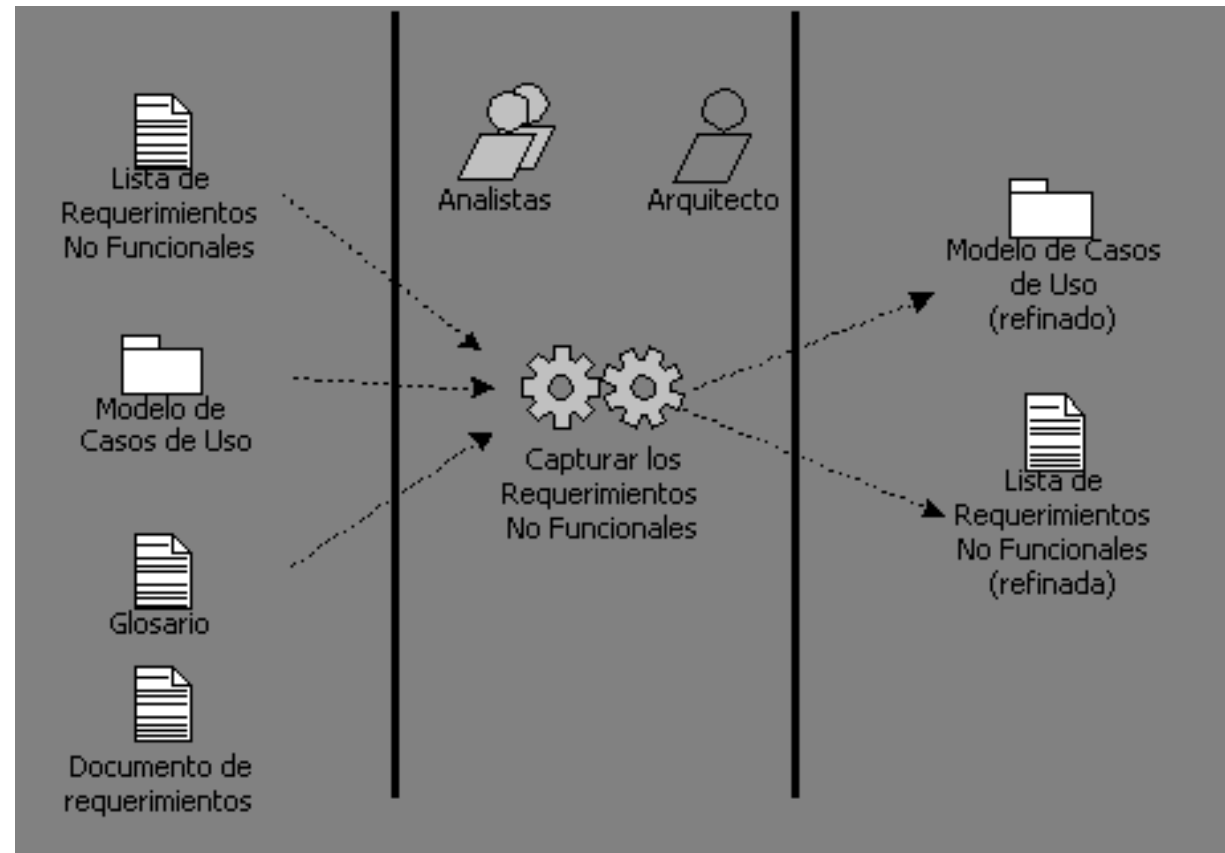 Lista de
Requerimientos
No Funcionales
Modelo de
Casos de Uso
Glosario
Documento de
requerimientos
Analistas
Arquitecto
Capturar los
Requerimientos
No Funcionales
Modelo de Casos
de Uso
(refinado)
Lista de
Requerimientos
No Funcionales
(refinada)